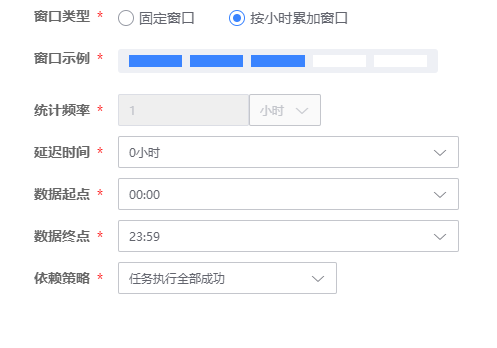 窗口类型 * 固定窗口 按小时累加窗口
窗口示例 *
统计频率 * 1 小时
延迟时间 * 0小时
数据起点 * 00:00
数据终点 * 23:59
依赖策略 * 任务执行全部成功